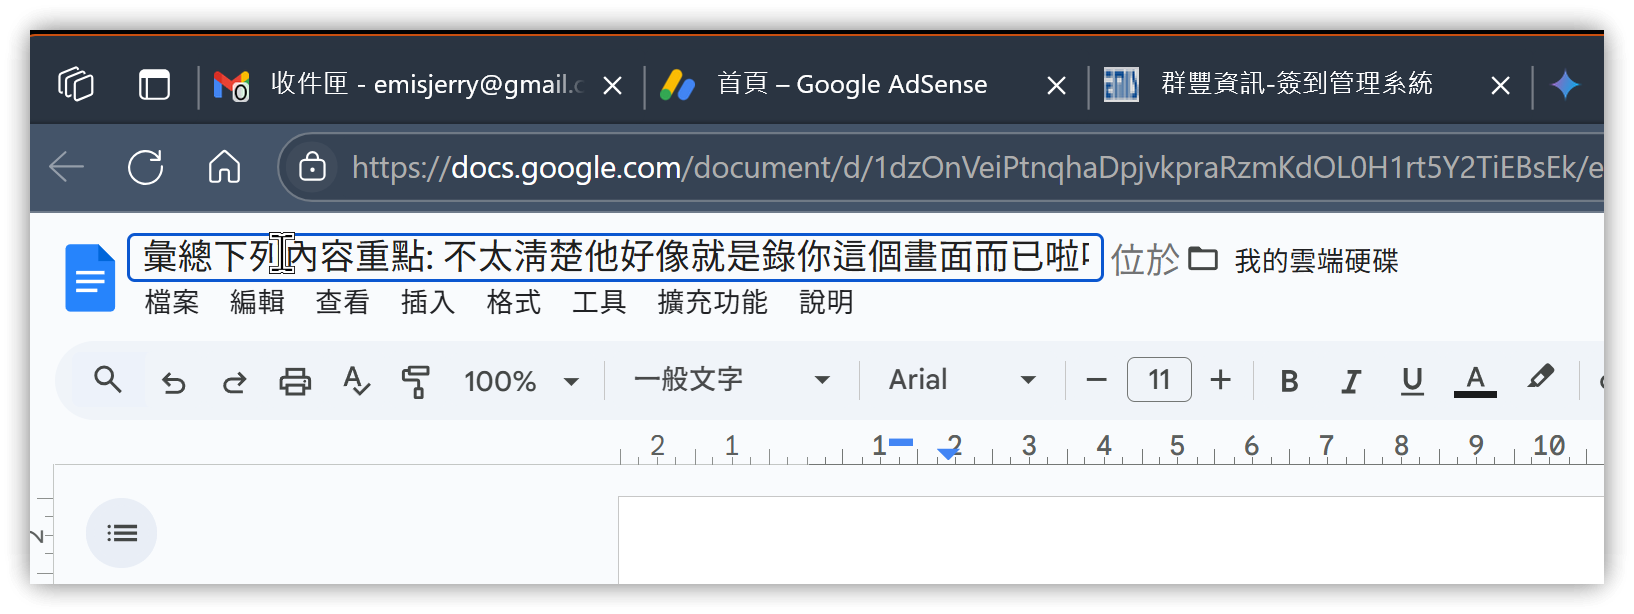 收件匣 - emisjerry@gmail.c
首頁 – Google AdSense
群豐資訊-簽到管理系統
https://docs.google.com/document/d/1dzOnVeiPtnqhaDpjvkpraRzmKdOL0H1rt5Y2TiEBsEk/e
彙總下列內容重點: 不太清楚他好像就是錄你這個畫面而已啦
位於 我的雲端硬碟
檔案 編輯 查看 插入 格式 工具 擴充功能 說明
100% 一般文字 Arial 11 B I U A
2 1 1 2 3 4 5 6 7 8 9 10
2